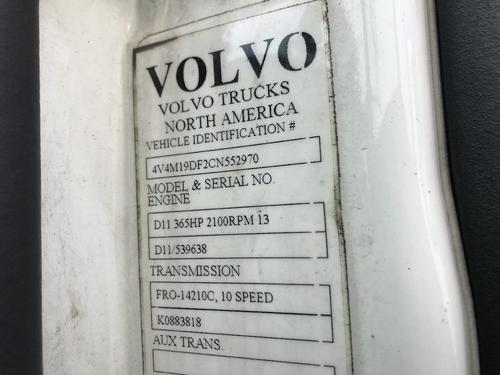 VOLVO
VOLVO TRUCKS
NORTH AMERICA
VEHICLE IDENTIFICATION #
4V4M19DF2CN552970
MODEL & SERIAL NO.
ENGINE
D11 365HP 2100RPM 13
D11/539638
TRANSMISSION
FRO-14210C, 10 SPEED
K0883818
AUX TRANS.